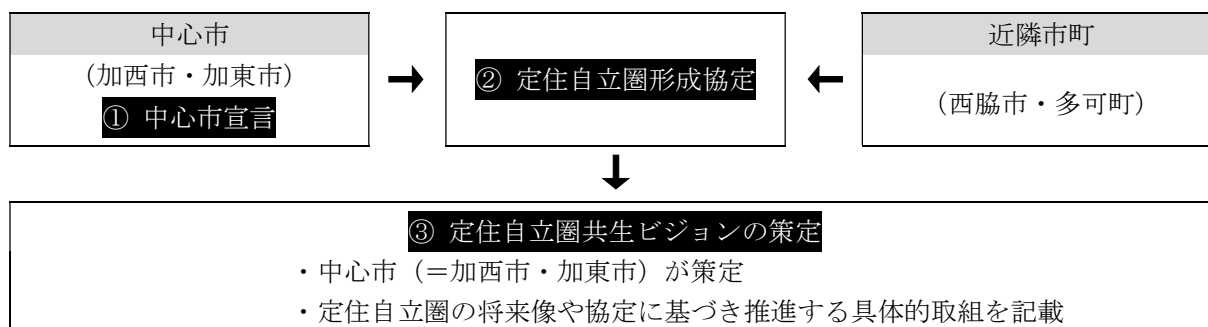 中心市
(加西市・加東市)
① 中心市宣言
② 定住自立圏形成協定
近隣市町
(西脇市・多可町)
③ 定住自立圏共生ビジョンの策定
・中心市（＝加西市・加東市）が策定
・定住自立圏の将来像や協定に基づき推進する具体的取組を記載